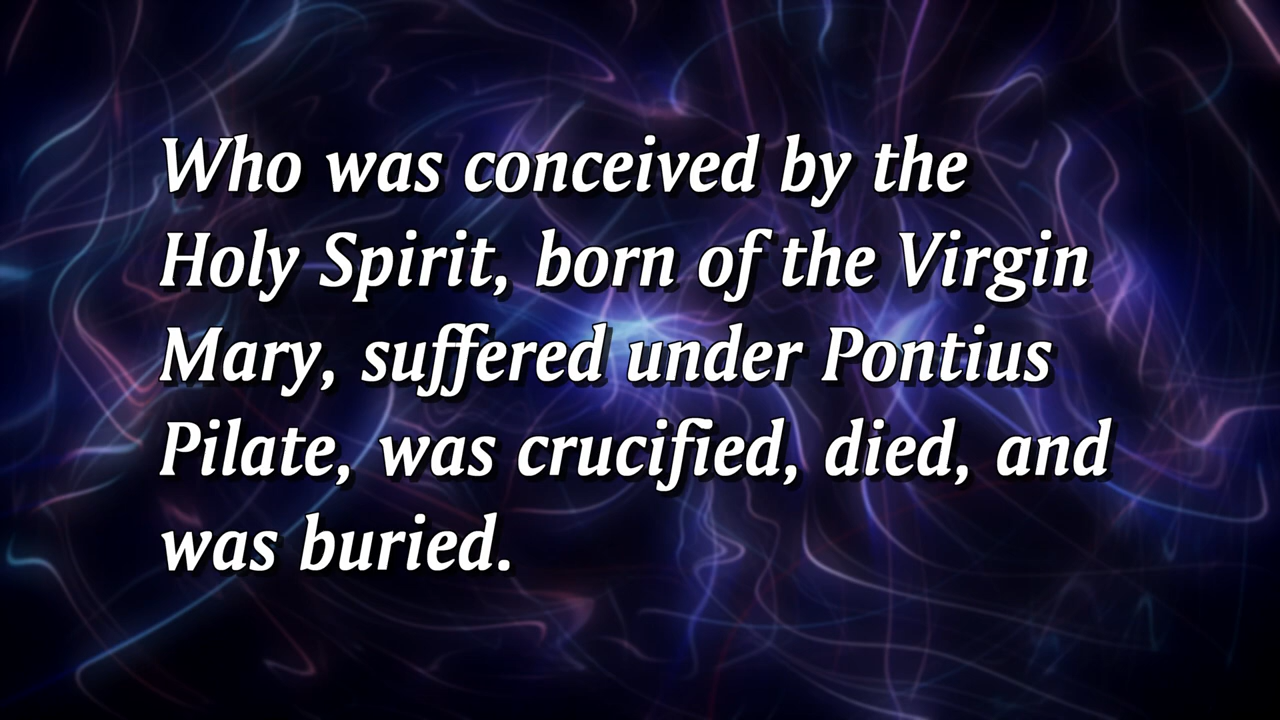 Who was conceived by the
Holy Spirit, born of the Virgin
Mary, suffered under Pontius
Pilate, was crucified, died, and
was buried.